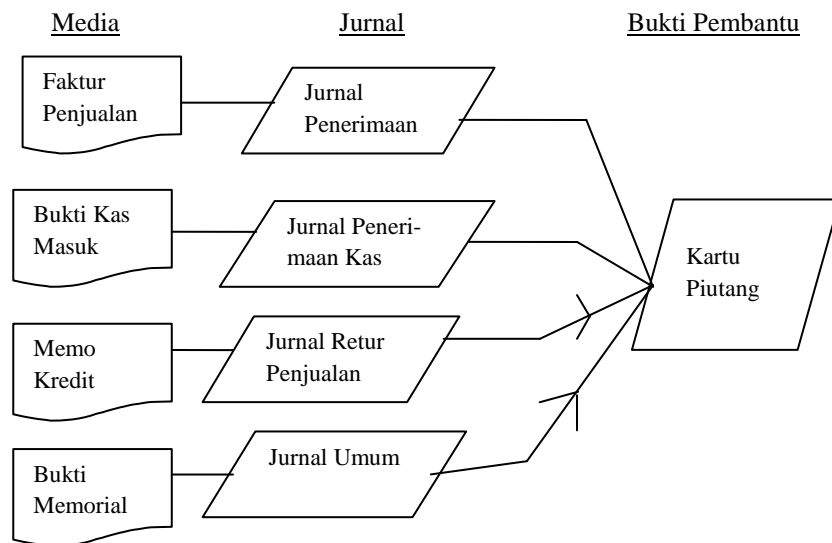 Media
Jurnal
Bukti Pembantu
Faktur
Penjualan
Jurnal
Penerimaan
Bukti Kas
Masuk
Jurnal Peneri-
maan Kas
Kartu
Piutang
Memo
Kredit
Jurnal Retur
Penjualan
Bukti
Memorial
Jurnal Umum